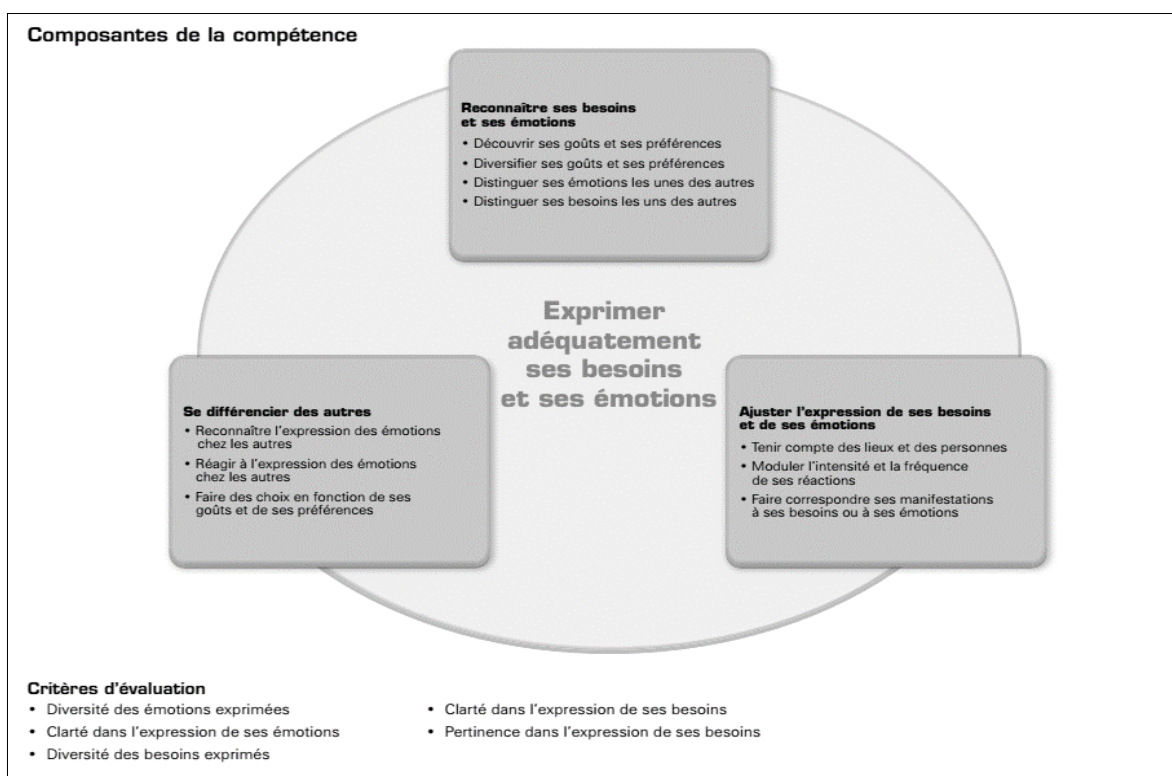 Composantes de la compétence
Reconnaître ses besoins
et ses émotions
• Découvrir ses goûts et ses préférences
• Diversifier ses goûts et ses préférences
• Distinguer ses émotions les unes des autres
• Distinguer ses besoins les uns des autres
Exprimer
adéquatement
ses besoins
et ses émotions
Se différencier des autres
• Reconnaître l'expression des émotions
chez les autres
• Réagir à l'expression des émotions
chez les autres
• Faire des choix en fonction de ses
goûts et de ses préférences
Ajuster l'expression de ses besoins
et de ses émotions
• Tenir compte des lieux et des personnes
• Moduler l'intensité et la fréquence
de ses réactions
• Faire correspondre ses manifestations
à ses besoins ou à ses émotions
Critères d'évaluation
• Diversité des émotions exprimées
• Clarté dans l'expression de ses émotions
• Diversité des besoins exprimés
• Clarté dans l'expression de ses besoins
• Pertinence dans l'expression de ses besoins